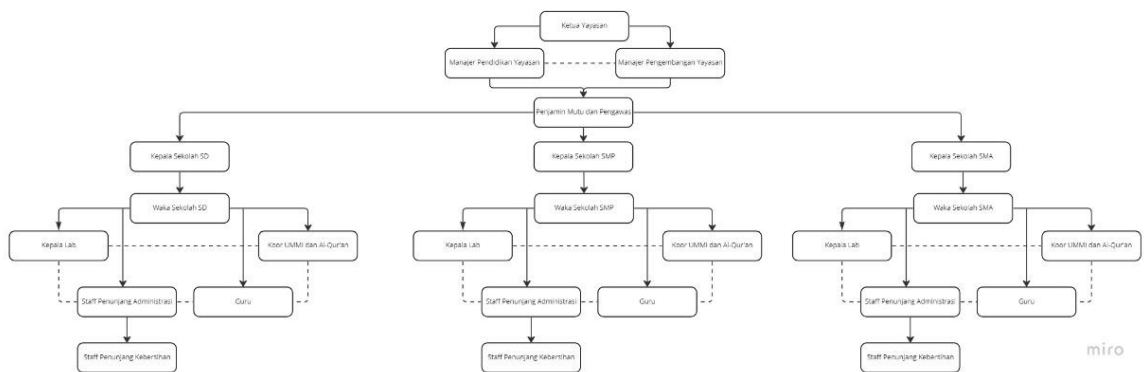 Ketua Yayasan
Manajer Pendidikan Yayasan
Manajer Pengembangan Yayasan
Penjamin Mutu dan Pengawas
Kepala Sekolah SD
Kepala Sekolah SMP
Kepala Sekolah SMA
Waka Sekolah SD
Waka Sekolah SMP
Waka Sekolah SMA
Kepala Lab
Koor UMMI dan Al-Qur'an
Kepala Lab
Koor UMMI dan Al-Qur'an
Kepala Lab
Koor UMMI dan Al-Qur'an
Staff Penunjang Administrasi
Guru
Staff Penunjang Administrasi
Guru
Staff Penunjang Administrasi
Guru
Staff Penunjang Kebersihan
Staff Penunjang Kebersihan
Staff Penunjang Kebersihan
miro